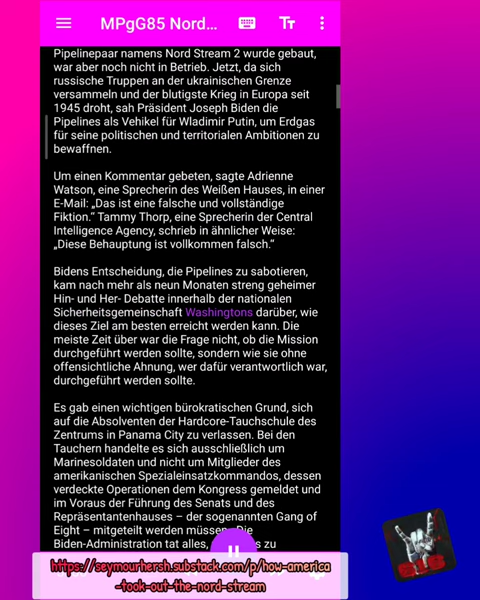 MPgG85 Nord...
Pipelinepaar namens Nord Stream 2 wurde gebaut,
war aber noch nicht in Betrieb. Jetzt, da sich
russische Truppen an der ukrainischen Grenze
versammeln und der blutigste Krieg in Europa seit
1945 droht, sah Präsident Joseph Biden die
Pipelines als Vehikel für Wladimir Putin, um Erdgas
für seine politischen und territorialen Ambitionen zu
bewaffnen.
Um einen Kommentar gebeten, sagte Adrienne
Watson, eine Sprecherin des Weißen Hauses, in einer
E-Mail: „Das ist eine falsche und vollständige
Fiktion.“ Tammy Thorp, eine Sprecherin der Central
Intelligence Agency, schrieb in ähnlicher Weise:
„Diese Behauptung ist vollkommen falsch.“
Bidens Entscheidung, die Pipelines zu sabotieren,
kam nach mehr als neun Monaten streng geheimer
Hin- und Her- Debatte innerhalb der nationalen
Sicherheitsgemeinschaft Washingtons darüber, wie
dieses Ziel am besten erreicht werden kann. Die
meiste Zeit über war die Frage nicht, ob die Mission
durchgeführt werden sollte, sondern wie sie ohne
offensichtliche Ahnung, wer dafür verantwortlich war,
durchgeführt werden sollte.
Es gab einen wichtigen bürokratischen Grund, sich
auf die Absolventen der Hardcore-Tauchschule des
Zentrums in Panama City zu verlassen. Bei den
Tauchern handelte es sich ausschließlich um
Marinesoldaten und nicht um Mitglieder des
amerikanischen Spezialeinsatzkommandos, dessen
verdeckte Operationen dem Kongress gemeldet und
im Voraus der Führung des Senats und des
Repräsentantenhauses – der sogenannten Gang of
Eight – mitgeteilt werden müssen. Die
Biden-Administration tat alles, zu
https://seymourhersh.substack.com/p/how-america
-took-out-the-nord-stream